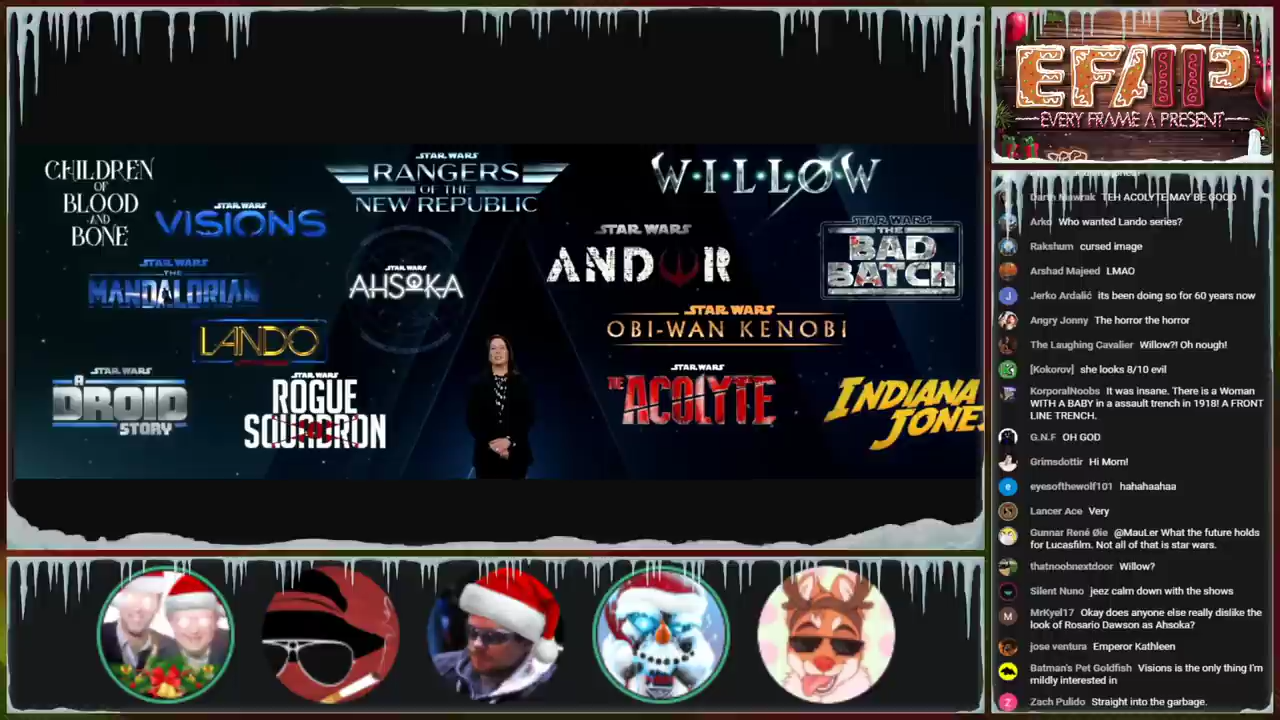 CHILDREN
OF
BLOOD
-AND-
BONE
STAR WARS
VISIONS
STAR WARS
RANGERS
OF THE
NEW REPUBLIC
WILLOW
STAR WARS
THE
MANDALORIAN
STAR WARS
AHSOKA
STAR WARS
ANDOR
STAR WARS
THE
BAD
BATCH
LANDO
STAR WARS
OBI-WAN KENOBI
STAR WARS
A
DROID
STORY
STAR WARS
ROGUE
SQUADRON
STAR WARS
THE ACOLYTE
INDIANA
JONES
EFAP
EVERY FRAME A PRESENT
Darth Nawrak TEH ACOLYTE MAY BE GOOD
Arko Who wanted Lando series?
Rakshum cursed image
Arshad Majeed LMAO
Jerko Ardalić its been doing so for 60 years now
Angry Jonny The horror the horror
The Laughing Cavalier Willow?! Oh nough!
[Kokorov] she looks 8/10 evil
KorporalNoobs It was insane. There is a Woman
WITH A BABY in a assault trench in 1918! A FRONT
LINE TRENCH.
G.N.F OH GOD
Grimsdottir Hi Mom!
eyesofthewolf101 hahahaahaa
Lancer Ace Very
Gunnar René Øie @MauLer What the future holds
for Lucasfilm. Not all of that is star wars.
thatnoobnextdoor Willow?
Silent Nuno jeez calm down with the shows
MrKyel17 Okay does anyone else really dislike the
look of Rosario Dawson as Ahsoka?
jose ventura Emperor Kathleen
Batman's Pet Goldfish Visions is the only thing I'm
mildly interested in
Zach Pulido Straight into the garbage.